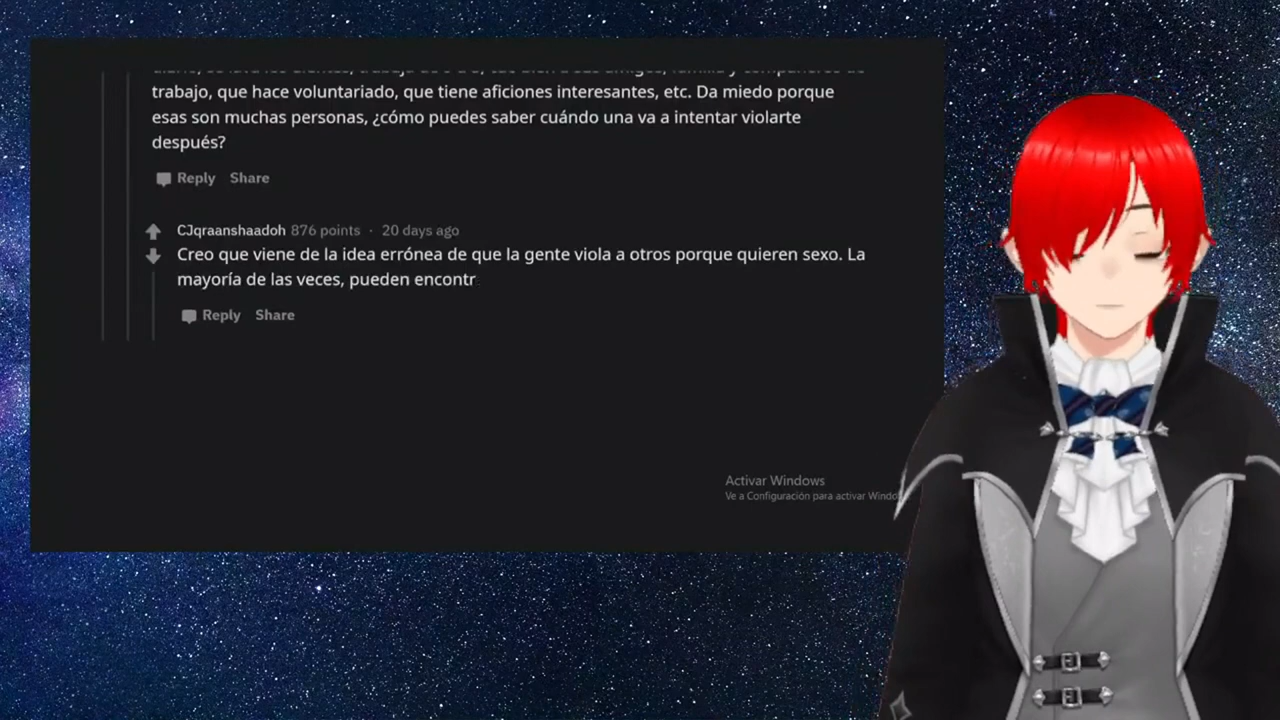 trabajo, que hace voluntariado, que tiene aficiones interesantes, etc. Da miedo porque
esas son muchas personas, ¿cómo puedes saber cuándo una va a intentar violarte
después?
Reply Share
CJqraanshaadoh 876 points · 20 days ago
Creo que viene de la idea errónea de que la gente viola a otros porque quieren sexo. La
mayoría de las veces, pueden encontr
Reply Share
Activar Windows
Ve a Configuración para activar Windo